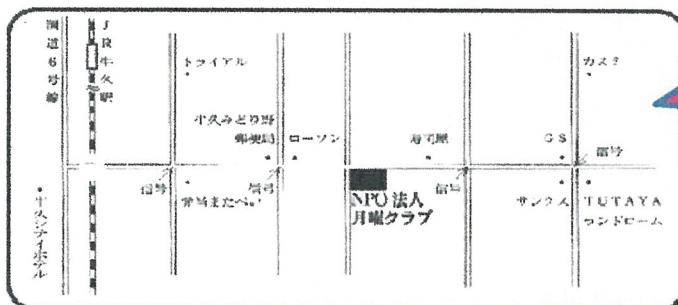 国道6号線
JR牛久駅
トライアル
カスミ
牛久みどり野
郵便局
ローソン
寿司屋
GS
信号
信号
信号
信号
サンクス
TUTAYA
ランドローム
NPO法人
月曜クラブ
牛久シティホテル